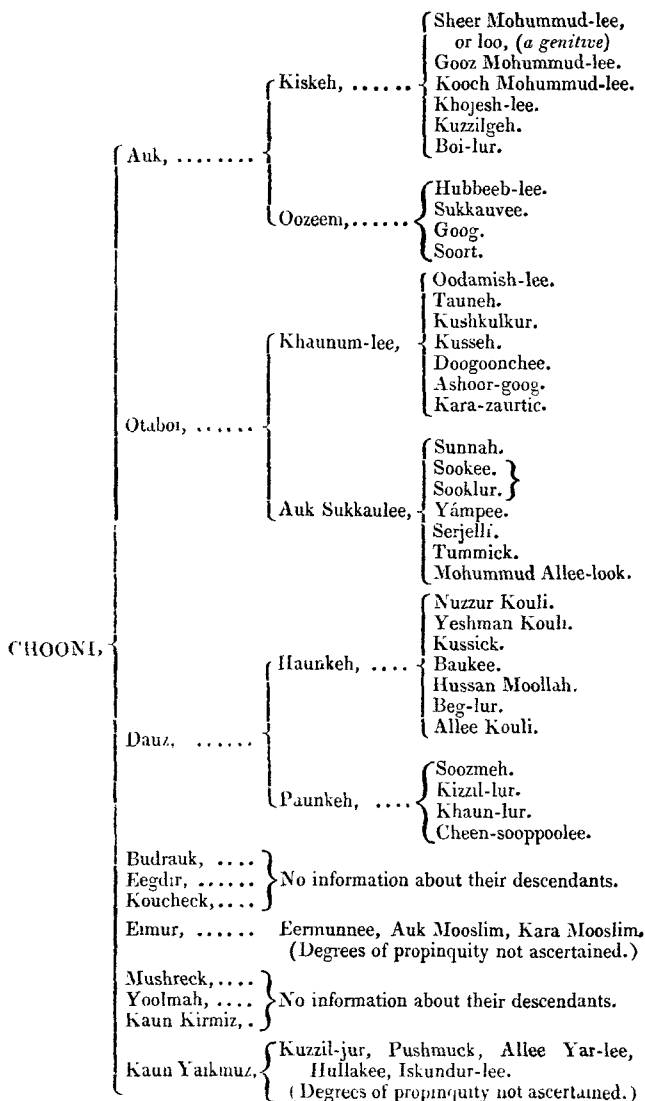 Sheer Mohummud-lee,
or loo, (a genitive)
Gooz Mohummud-lee.
Kiskeh, ...... Kooch Mohummud-lee.
Khojesh-lee.
Kuzzilgeh.
Boi-lur.
Auk, ........
Hubbeeb-lee.
Sukkauvee.
Oozeem, ...... Goog.
Soort.
Oodamish-lee.
Tauneh.
Kushkulkur.
Khaunum-lee, Kusseh.
Doogoonchee.
Ashoor-goog.
Kara-zaurtic.
Otaboi, ......
Sunnah.
Sookee. }
Sooklur. }
Auk Sukkaulee, Yámpee.
Serjelli.
Tummick.
Mohummud Allee-look.
Nuzzur Kouli.
Yeshman Kouli.
Kussick.
CHOONI,
Haunkeh, .... Baukee.
Hussan Moollah.
Beg-lur.
Allee Kouli.
Dauz, ......
Soozmeh.
Kizzil-lur.
Paunkeh, .... Khaun-lur.
Cheen-sooppoolee.
Budrauk, ....
Eegdir, ...... No information about their descendants.
Koucheck, ....
Eimur, ...... Eermunnee, Auk Mooslim, Kara Mooslim.
(Degrees of propinquity not ascertained.)
Mushreck, ....
Yoolmah, .... No information about their descendants.
Kaun Kirmiz, .
Kuzzil-jur, Pushmuck, Allee Yar-lee,
Kaun Yaikmuz, Hullakee, Iskundur-lee.
(Degrees of propinquity not ascertained.)